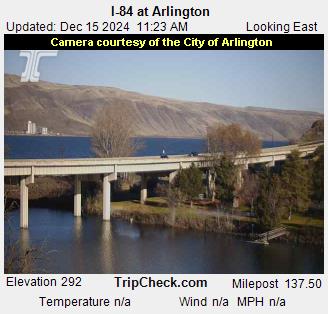 I-84 at Arlington
Updated: Dec 15 2024 11:23 AM Looking East
Camera courtesy of the City of Arlington
Elevation 292 TripCheck.com Milepost 137.50
Temperature n/a Wind n/a MPH n/a